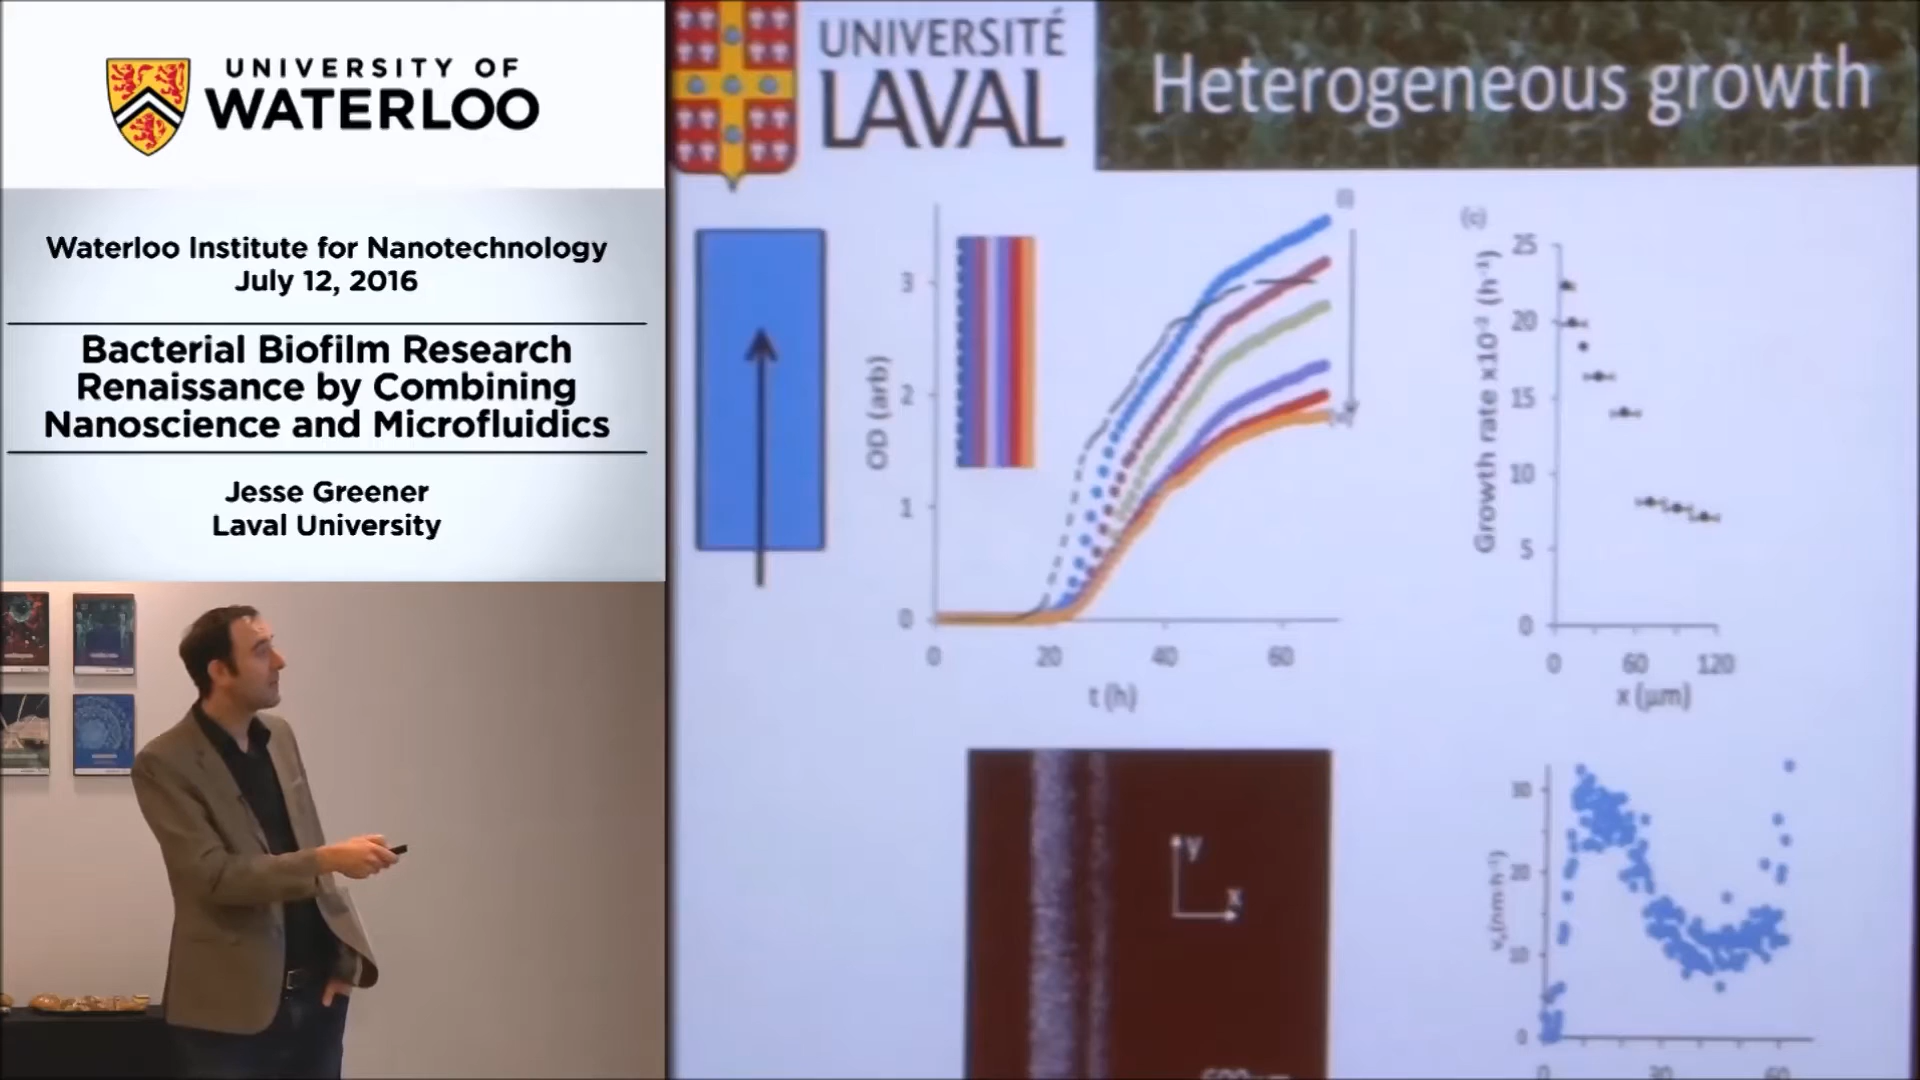 UNIVERSITY OF
WATERLOO
Waterloo Institute for Nanotechnology
July 12, 2016
Bacterial Biofilm Research
Renaissance by Combining
Nanoscience and Microfluidics
Jesse Greener
Laval University
UNIVERSITÉ
LAVAL
Heterogeneous growth
OD (arb)
3
2
1
0
0 20 40 60
t (h)
(c)
Growth rate x10⁻² (h⁻¹)
25
20
15
10
5
0
0 60 120
x (µm)
y
x
30
20
10
0
0 30 60